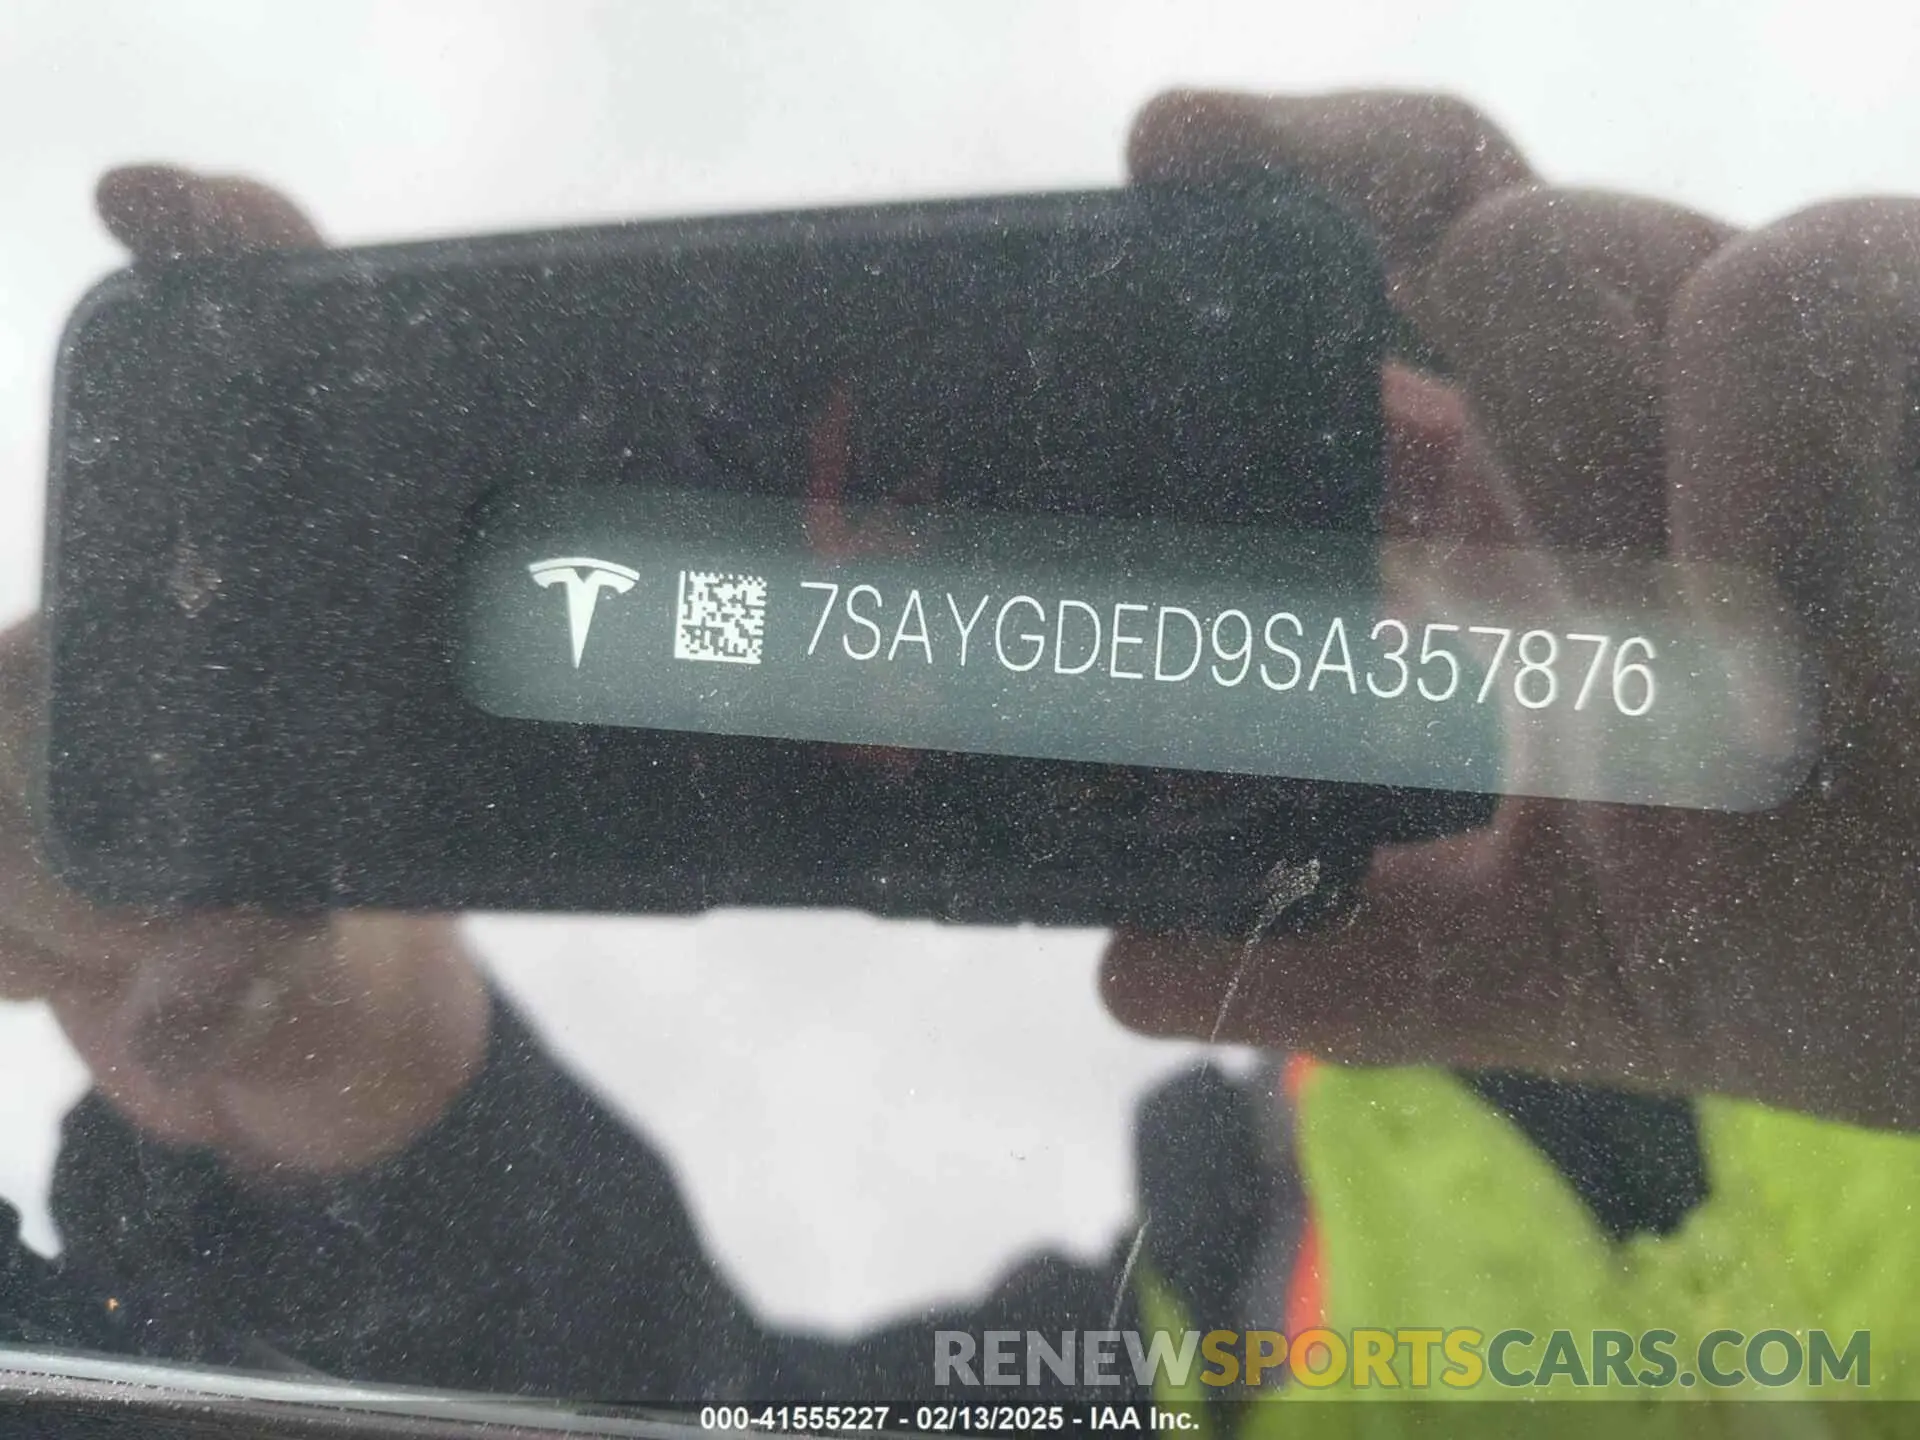 7SAYGDED9SA357876
RENEWSPORTSCARS.COM
000-41555227 - 02/13/2025 - IAA Inc.